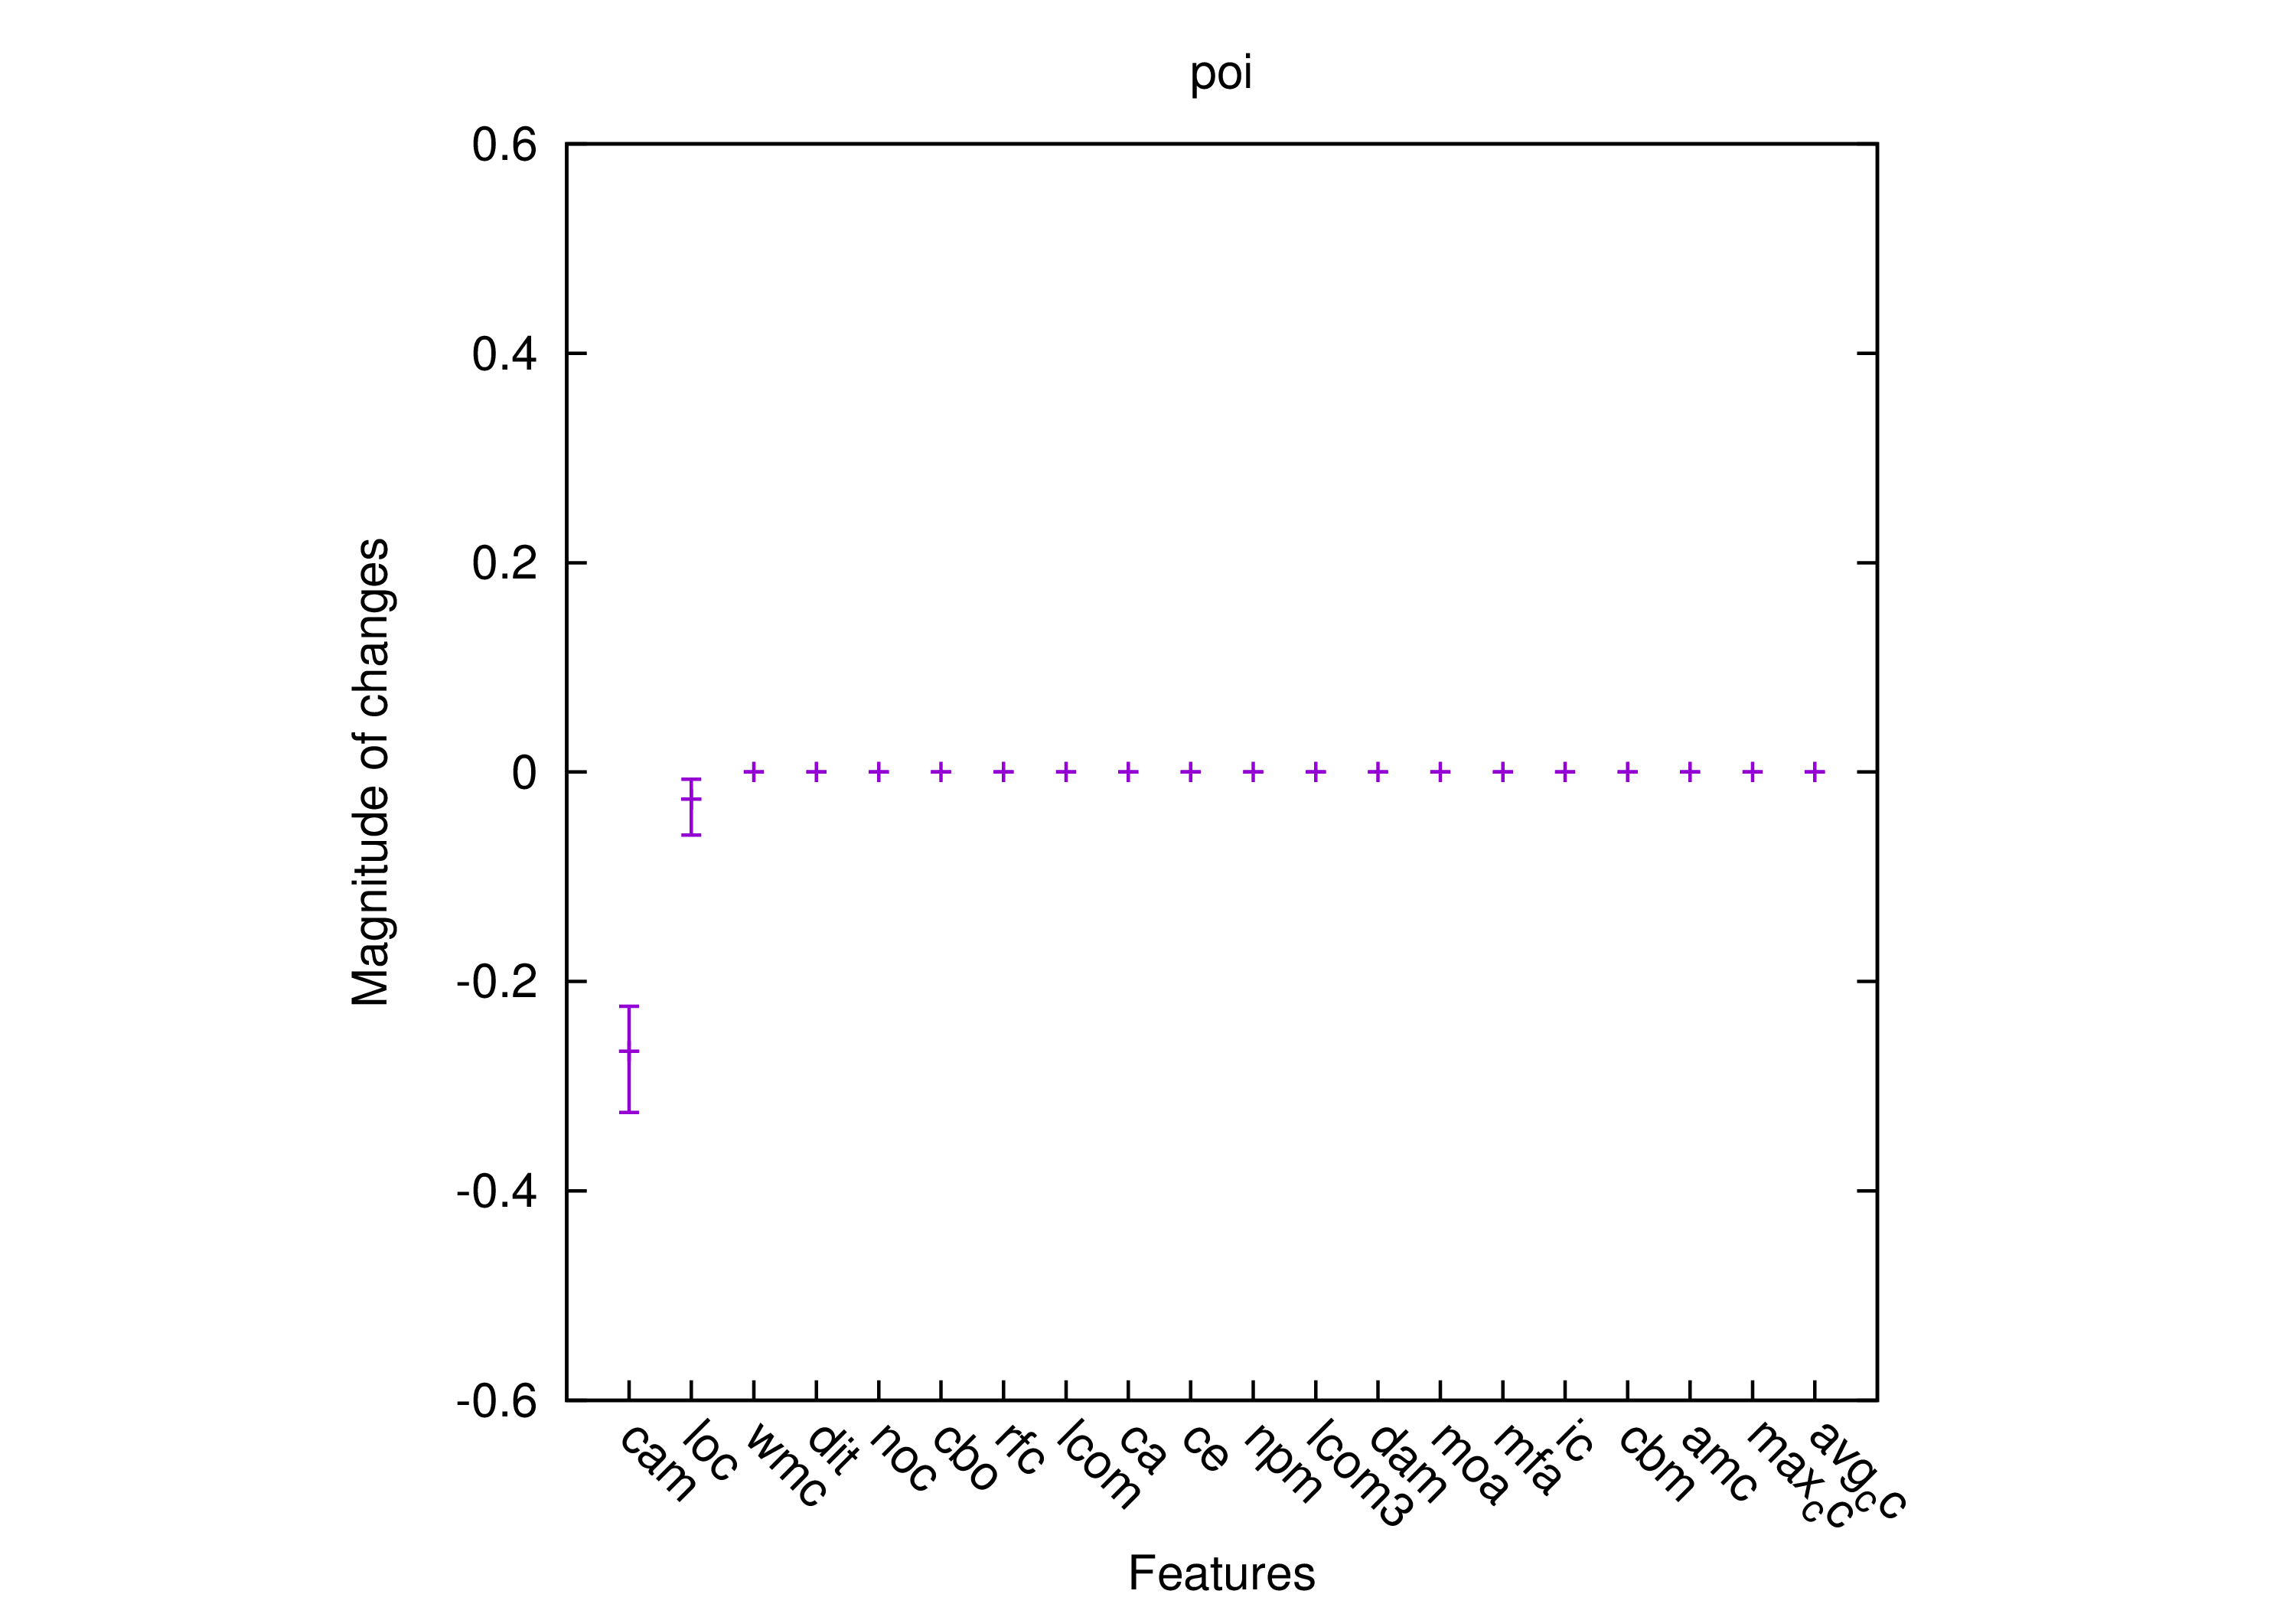 poi
0.6
0.4
0.2
0
-0.2
-0.4
-0.6
Magnitude of changes
cam
loc
wmc
dit
noc
cbo
rfc
lcom
ca
ce
npm
lcom3
dam
moa
mfa
ic
cbm
amc
max_cc
avg_cc
Features